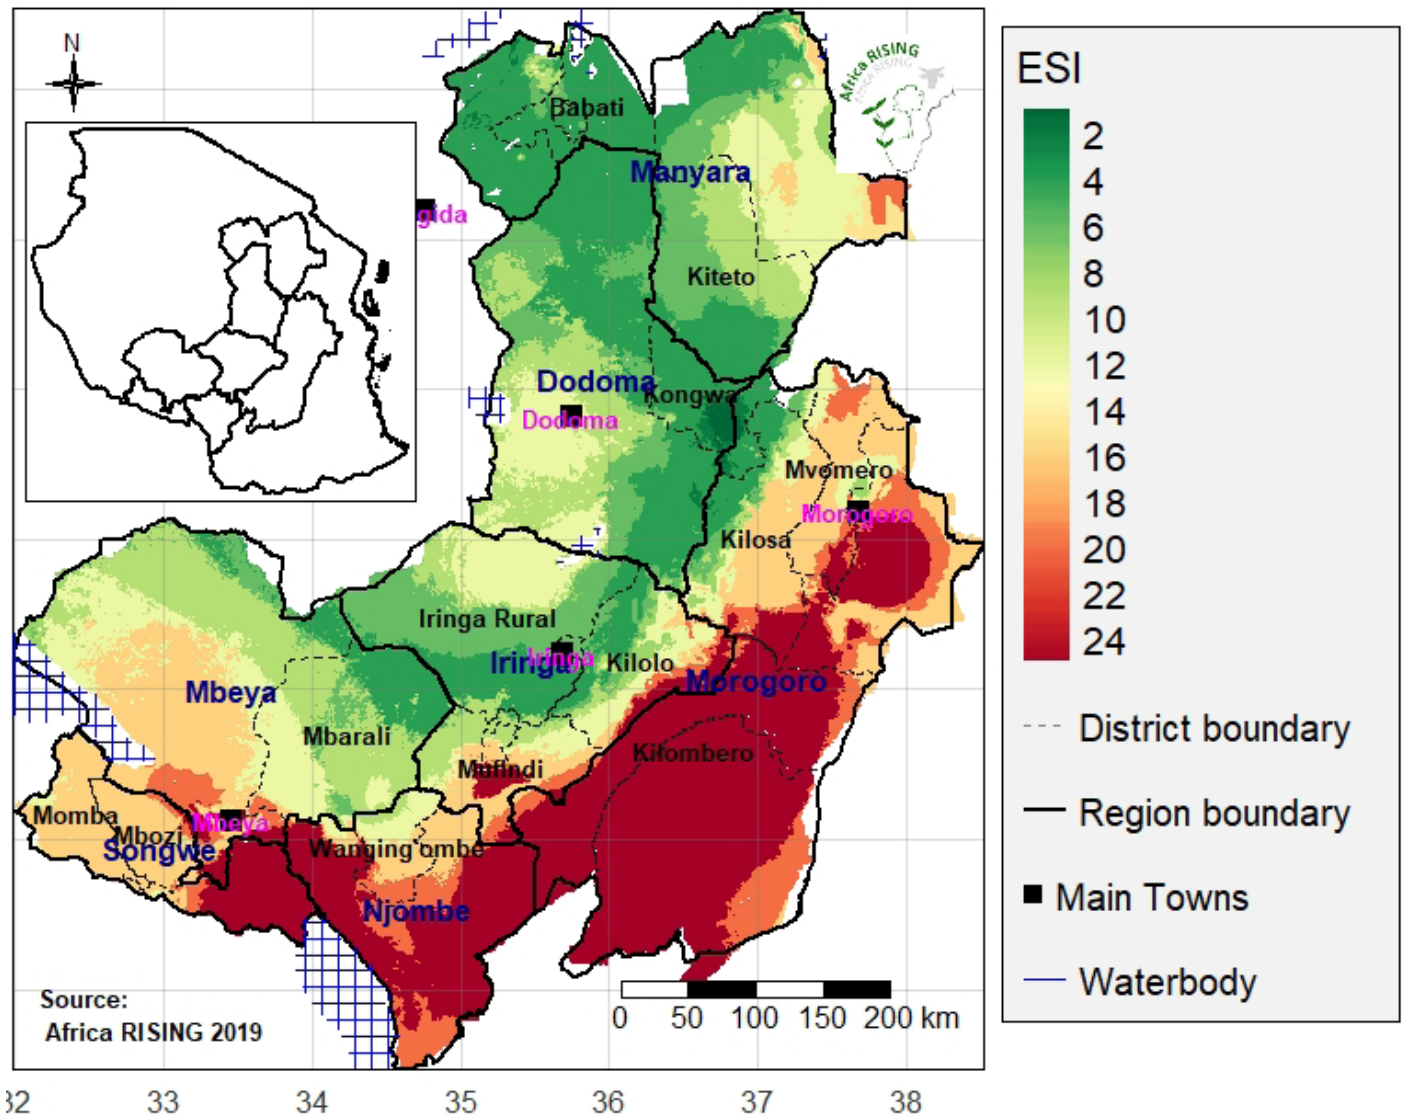 N
Africa RISING
AFRICA RISING
Babati
Manyara
gida
Kiteto
Dodoma
Kongwa
Dodoma
Mvomero
Morogoro
Kilosa
Iringa Rural
Iringa
Iringa
Kilolo
Morogoro
Mbeya
Mbarali
Mufindi
Kilombero
Momba
Mbozi
Mbeya
Songwe
Wanging'ombe
Njombe
Source:
Africa RISING 2019
0 50 100 150 200 km
32 33 34 35 36 37 38
ESI
2
4
6
8
10
12
14
16
18
20
22
24
District boundary
Region boundary
Main Towns
Waterbody